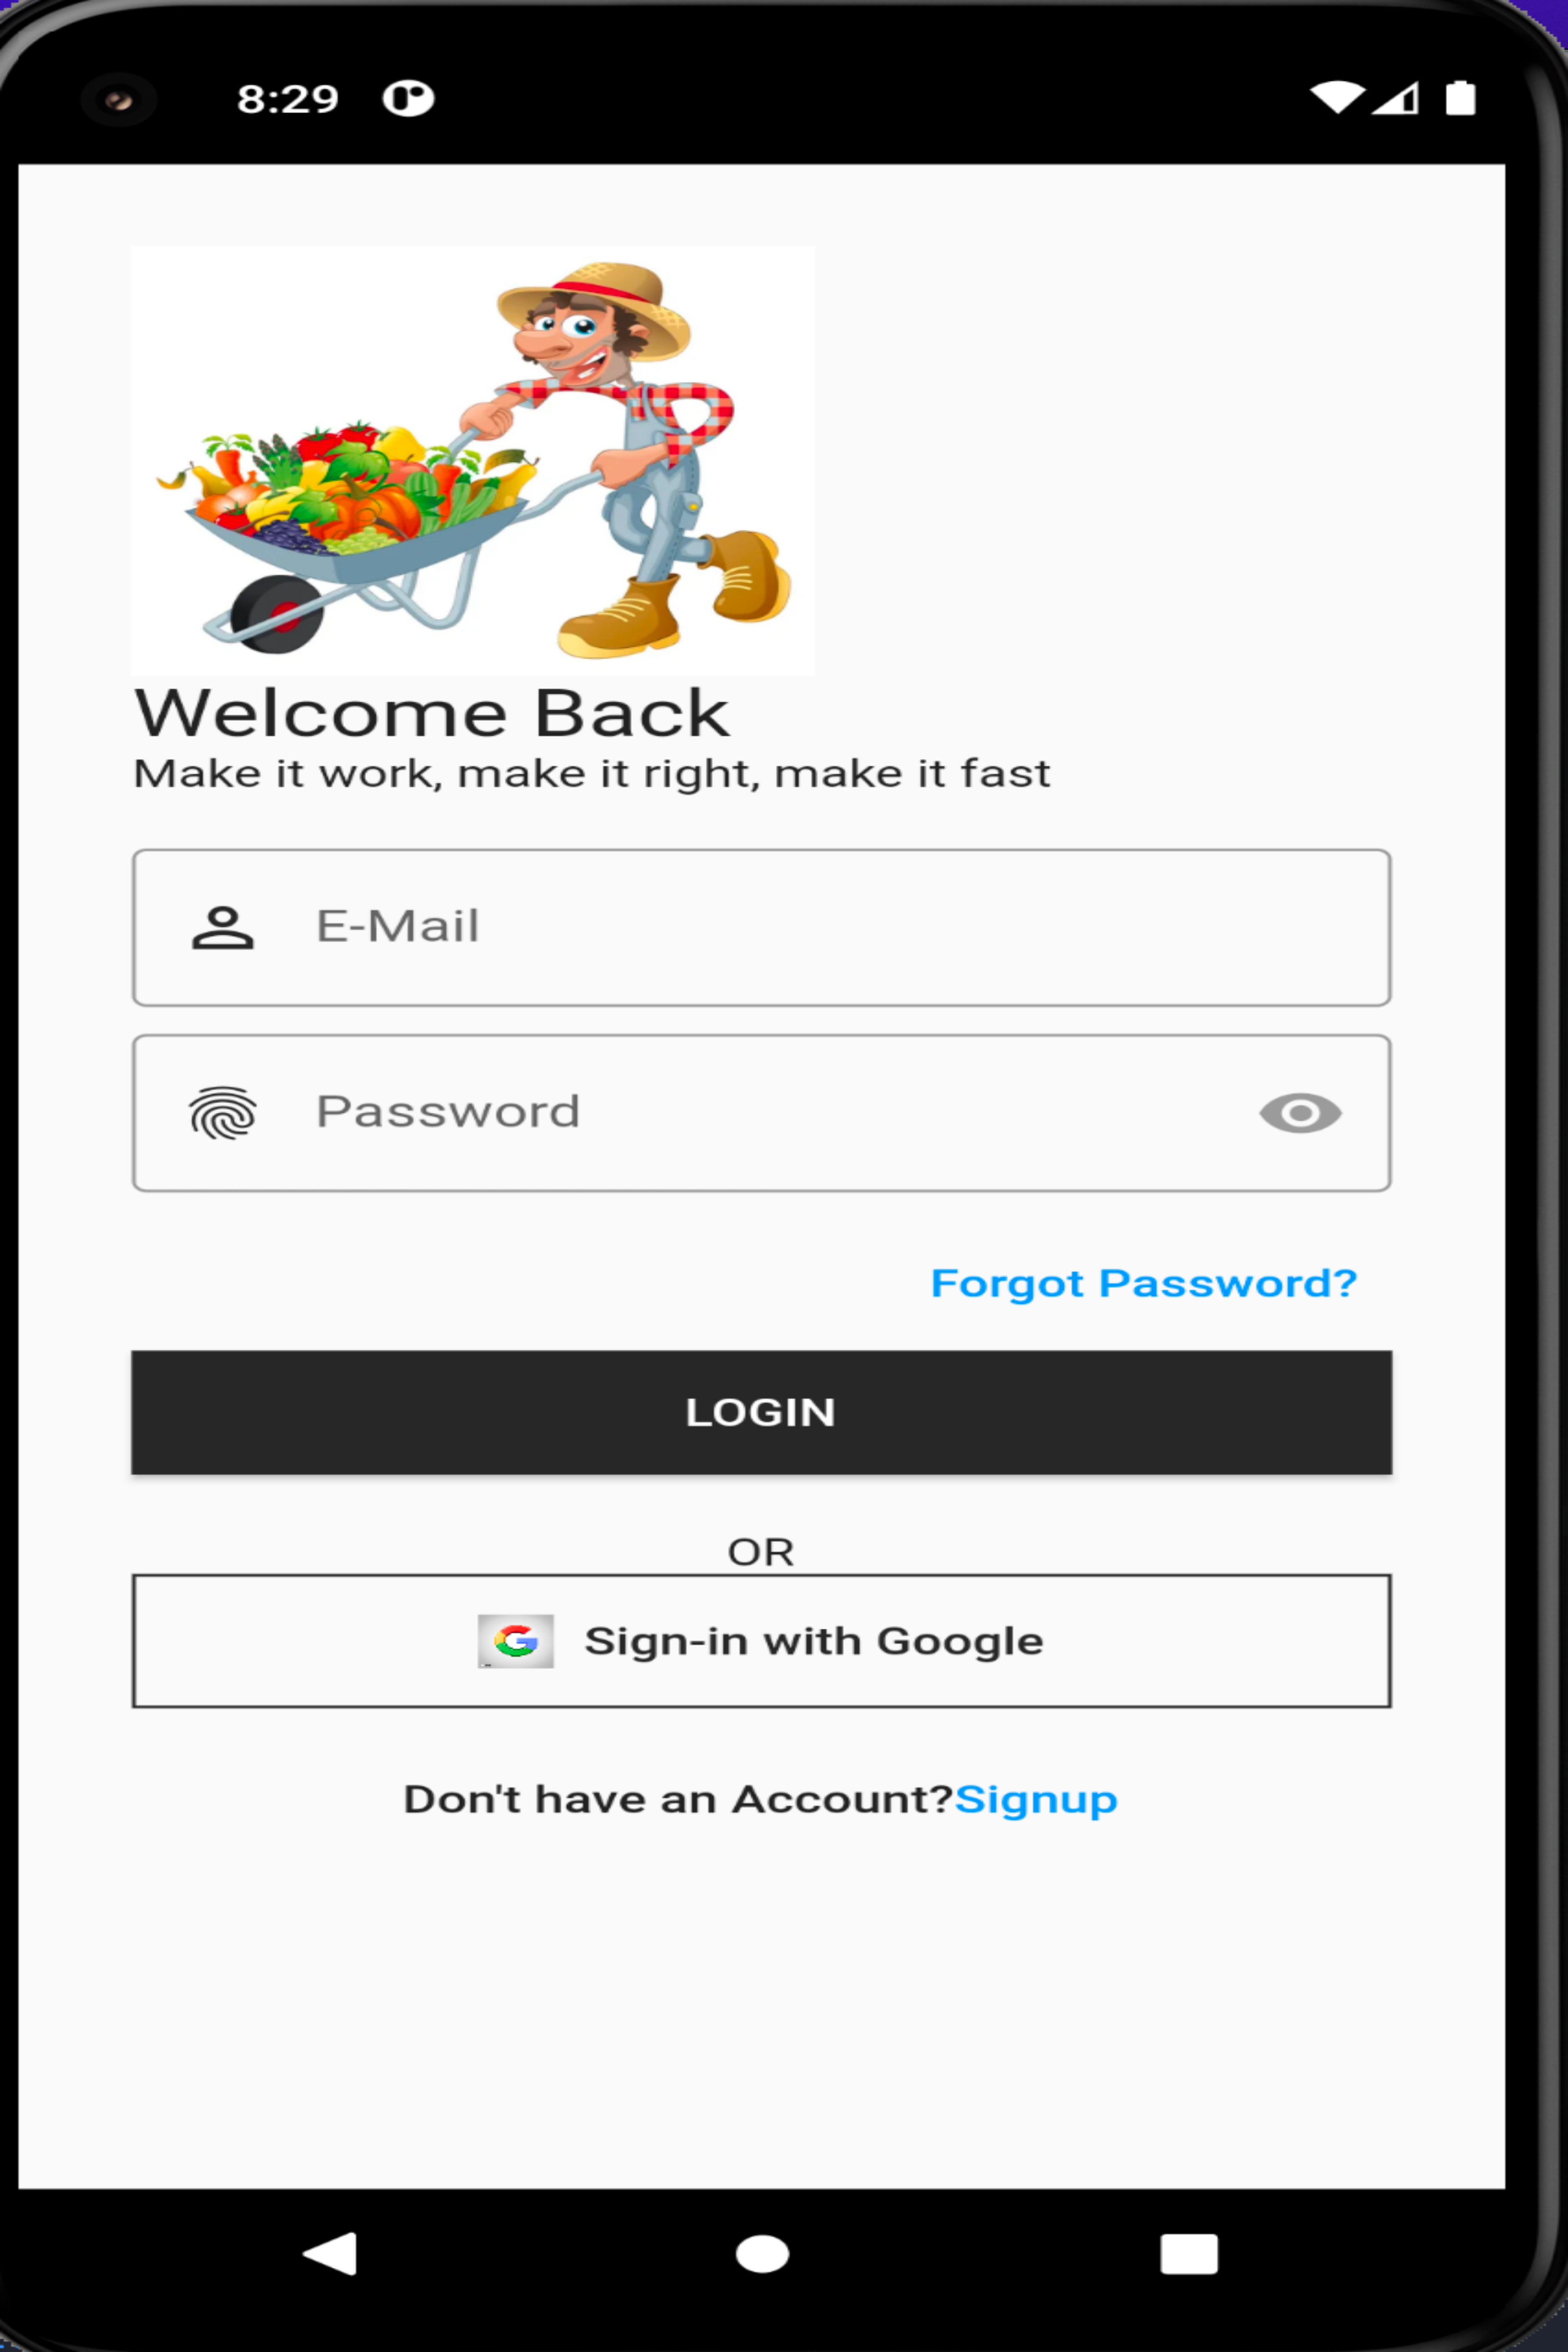 8:29
Welcome Back
Make it work, make it right, make it fast
E-Mail
Password
Forgot Password?
LOGIN
OR
G Sign-in with Google
Don't have an Account?Signup